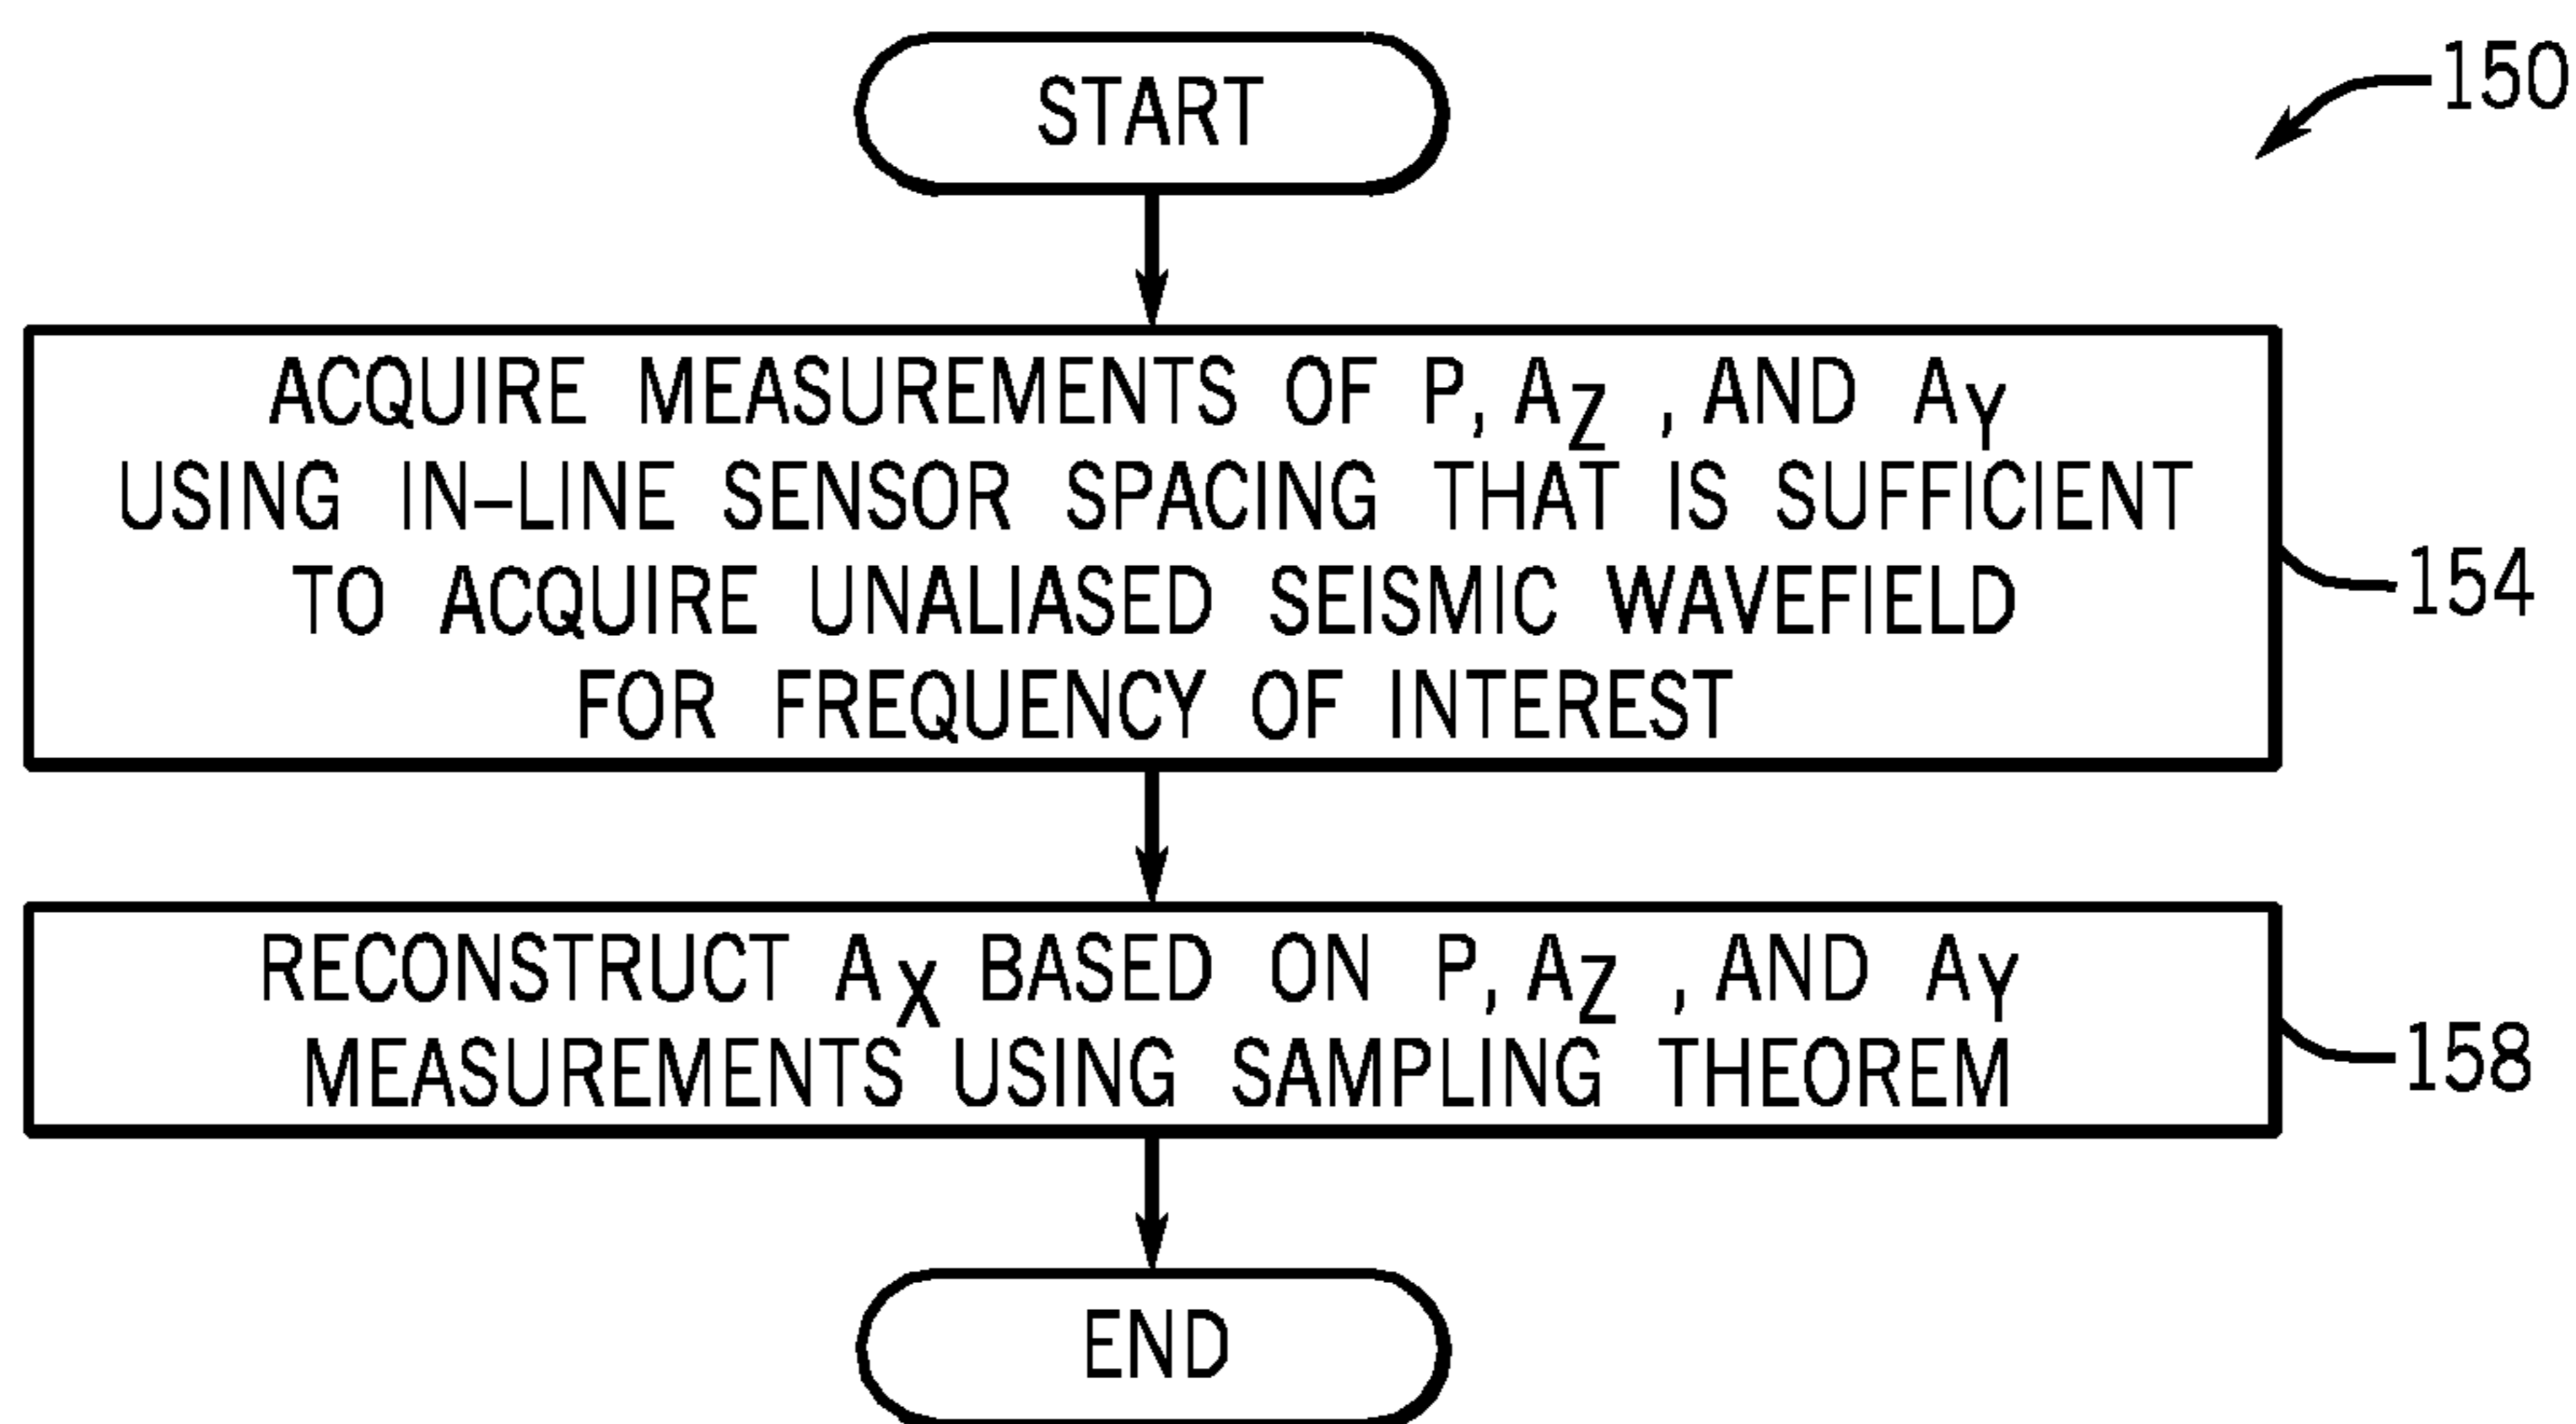 START
150
ACQUIRE MEASUREMENTS OF P, AZ , AND AY
USING IN-LINE SENSOR SPACING THAT IS SUFFICIENT
TO ACQUIRE UNALIASED SEISMIC WAVEFIELD
FOR FREQUENCY OF INTEREST
154
RECONSTRUCT AX BASED ON P, AZ , AND AY
MEASUREMENTS USING SAMPLING THEOREM
158
END